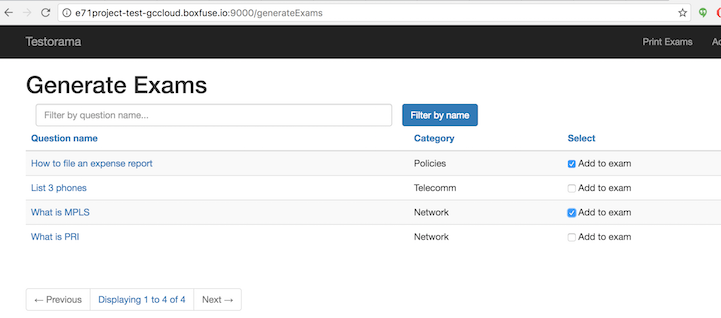 e71project-test-gccloud.boxfuse.io:9000/generateExams
Testorama Print Exams
Generate Exams
Filter by question name... Filter by name
Question name Category Select
How to file an expense report Policies Add to exam
List 3 phones Telecomm Add to exam
What is MPLS Network Add to exam
What is PRI Network Add to exam
← Previous Displaying 1 to 4 of 4 Next →